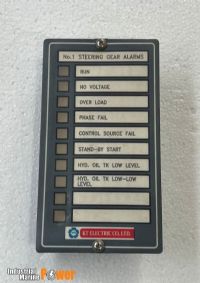 No.1 STEERING GEAR ALARMS
RUN
NO VOLTAGE
OVER LOAD
PHASE FAIL
CONTROL SOURCE FAIL
STAND-BY START
HYD. OIL TK LOW LEVEL
HYD. OIL TK LOW-LOW
LEVEL
KT ELECTRIC CO., LTD.
Industrial
Marine Power